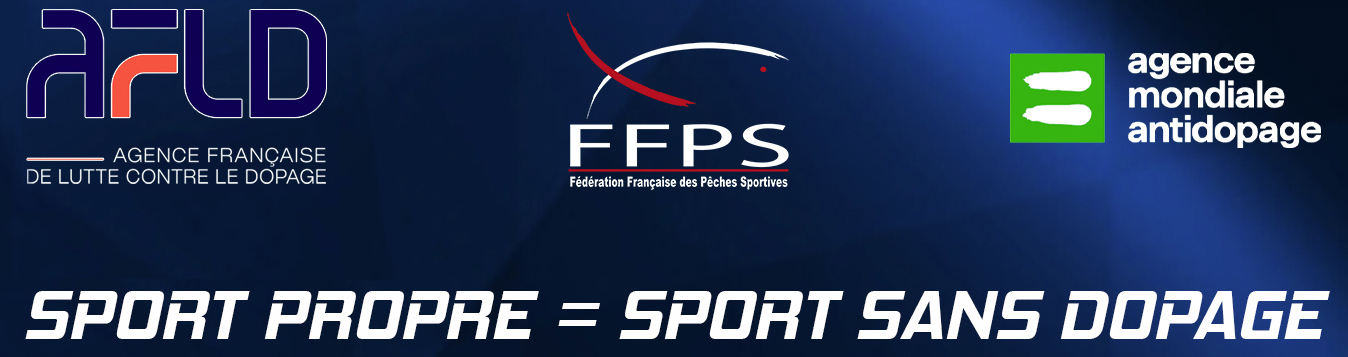 AFLD
AGENCE FRANÇAISE
DE LUTTE CONTRE LE DOPAGE
FFPS
Fédération Française des Pêches Sportives
agence
mondiale
antidopage
SPORT PROPRE = SPORT SANS DOPAGE